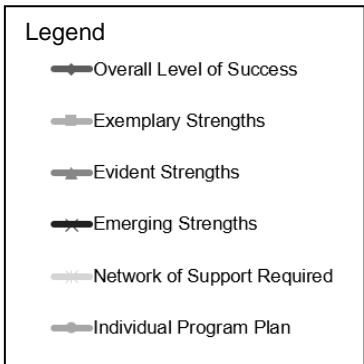 Legend
Overall Level of Success
Exemplary Strengths
Evident Strengths
Emerging Strengths
Network of Support Required
Individual Program Plan